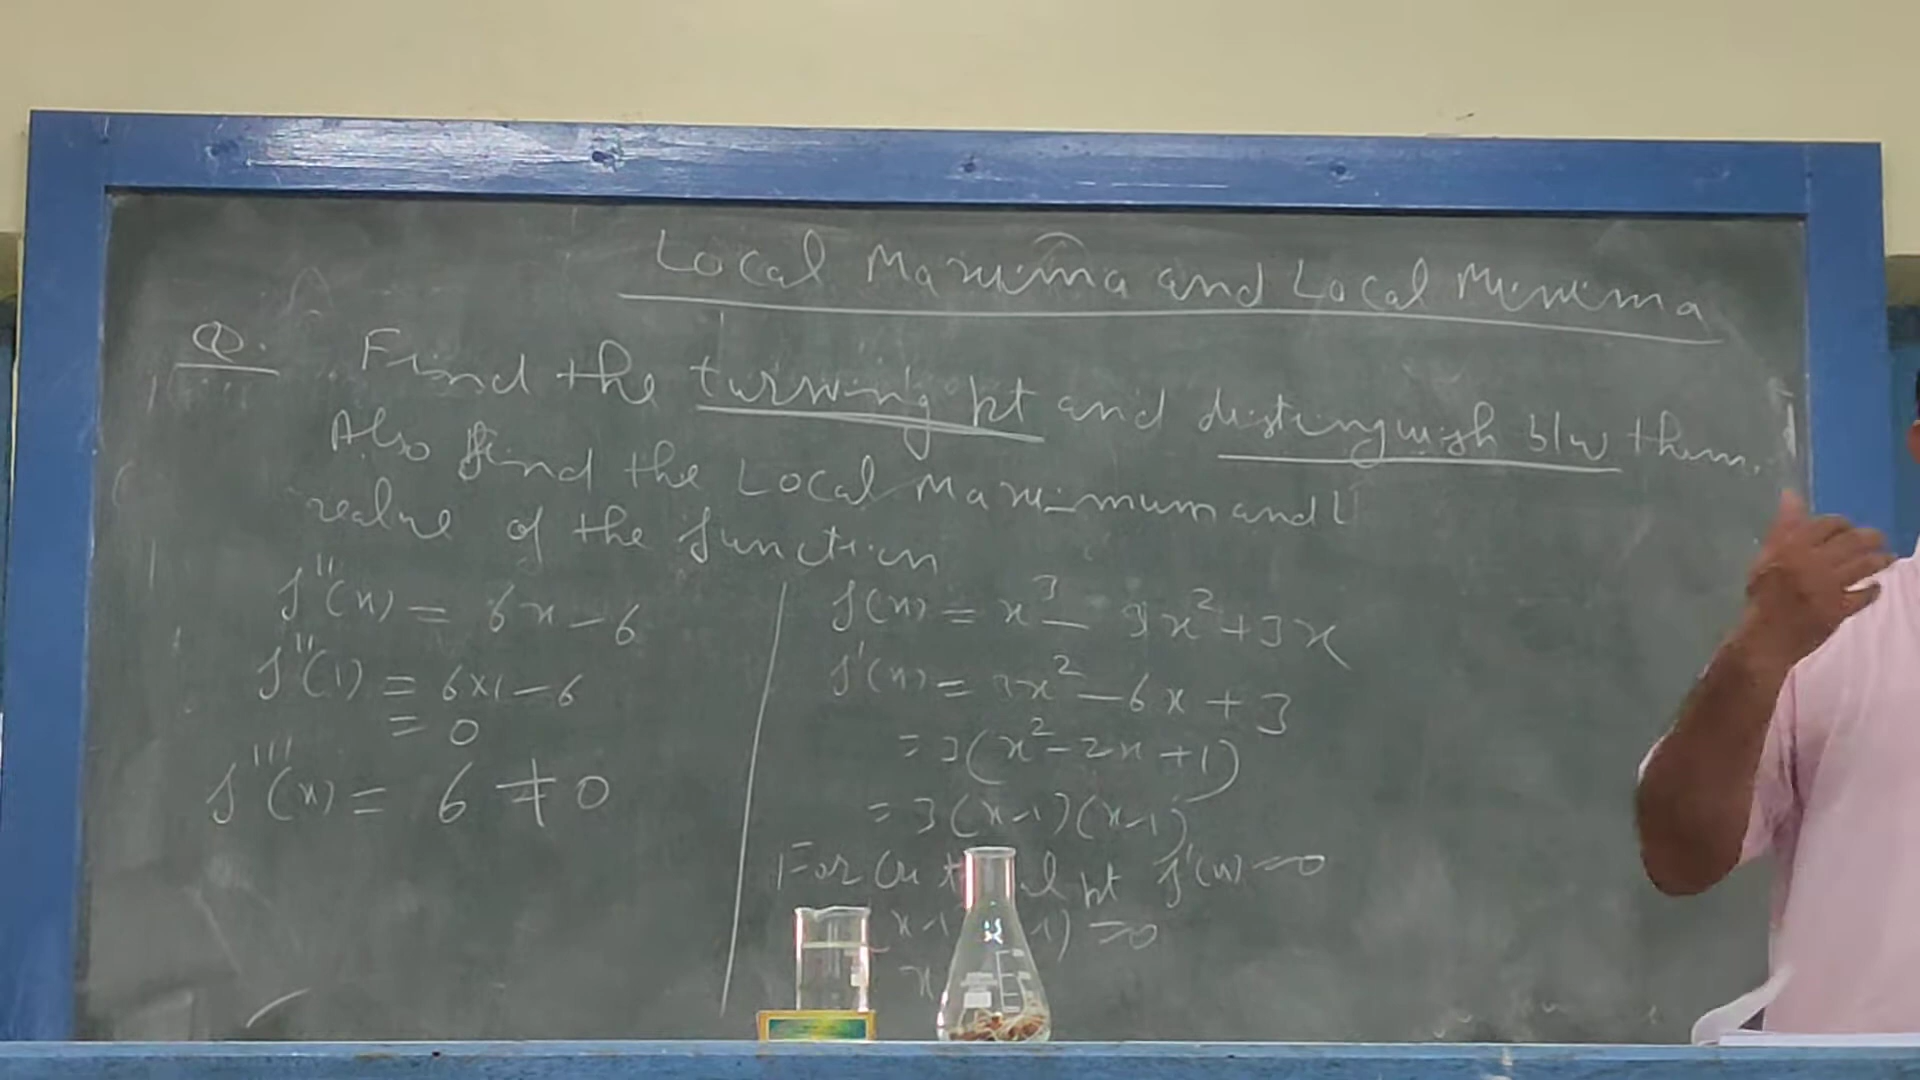 Local Maxima and Local Minima
Q. Find the turning pt and distinguish b/w them.
Also find the Local Maximum and L
value of the function
f''(x) = 6x - 6
f''(1) = 6x1-6
= 0
f'''(x) = 6 ≠ 0
f(x) = x³ - 3x² + 3x
f'(x) = 3x² - 6x + 3
= 3(x² - 2x + 1)
= 3(x-1)(x-1)
For pt f'(x) = 0
x-1 1) = 0
x